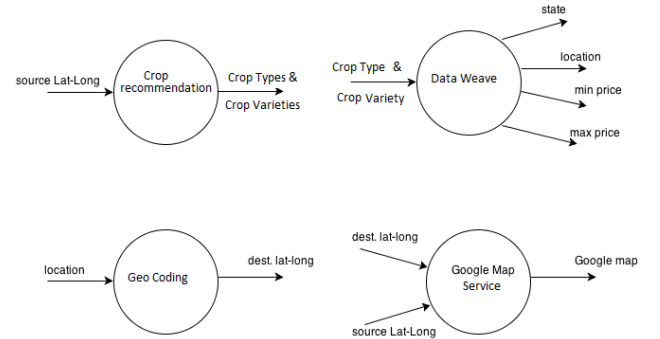 state
source Lat-Long
Crop
recommendation
Crop Types &
Crop Varieties
Crop Type &
Crop Variety
Data Weave
location
min price
max price
location
Geo Coding
dest. lat-long
dest. lat-long
source Lat-Long
Google Map
Service
Google map